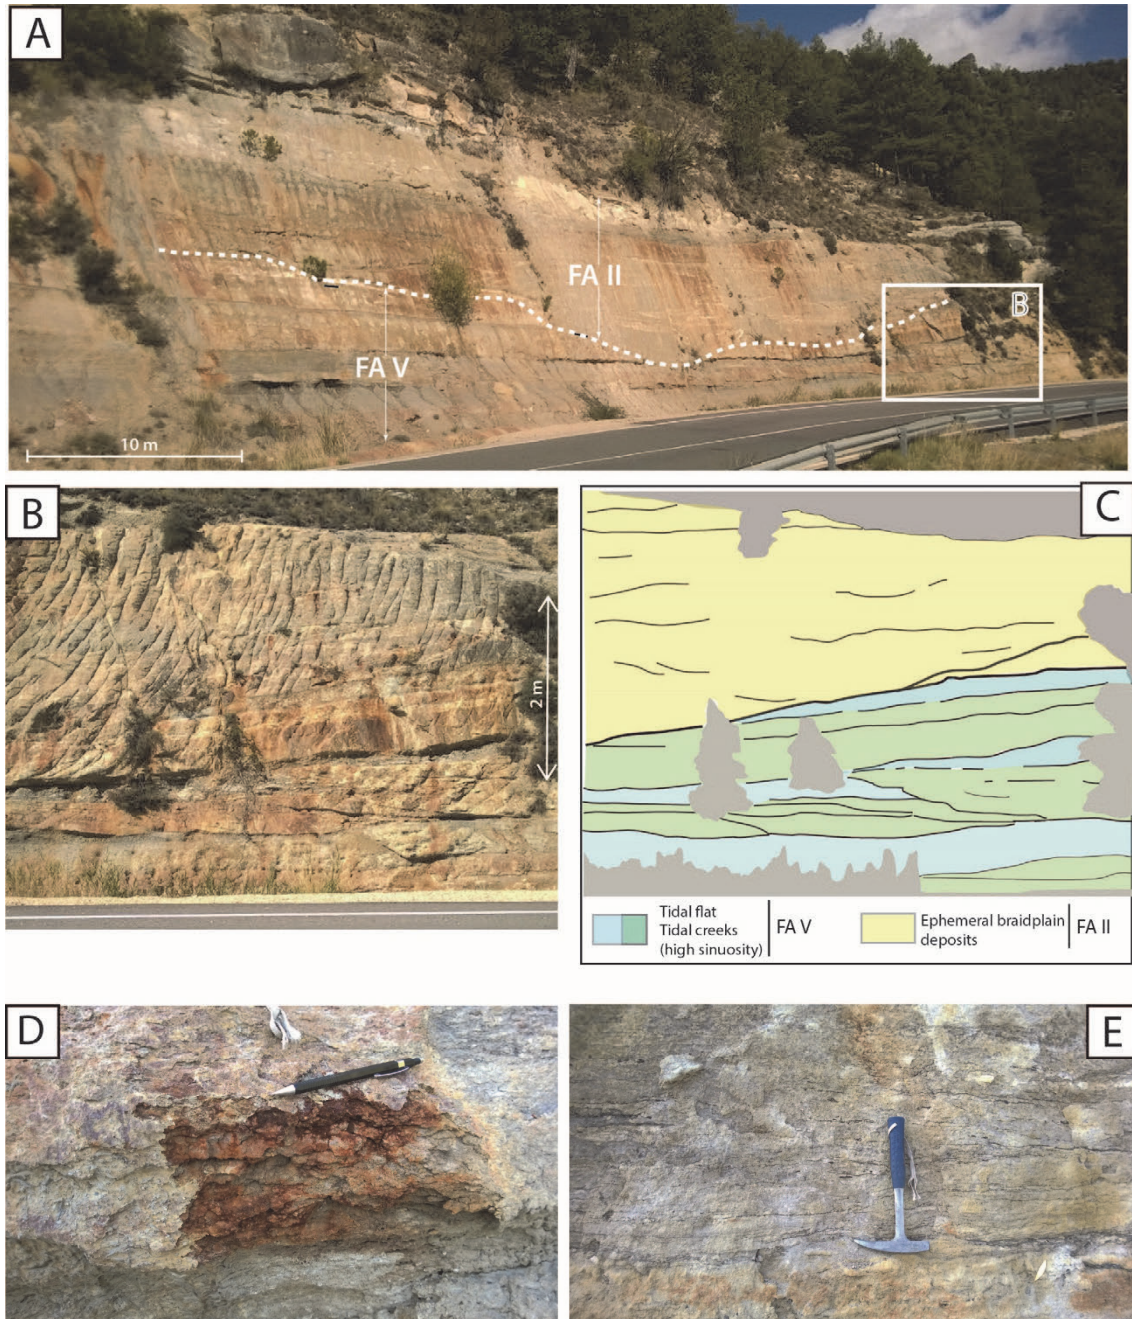 A
B
FA II
FA V
10 m
B
2 m
C
Tidal flat
Tidal creeks
(high sinuosity)
FA V
Ephemeral braidplain
deposits
FA II
D
E